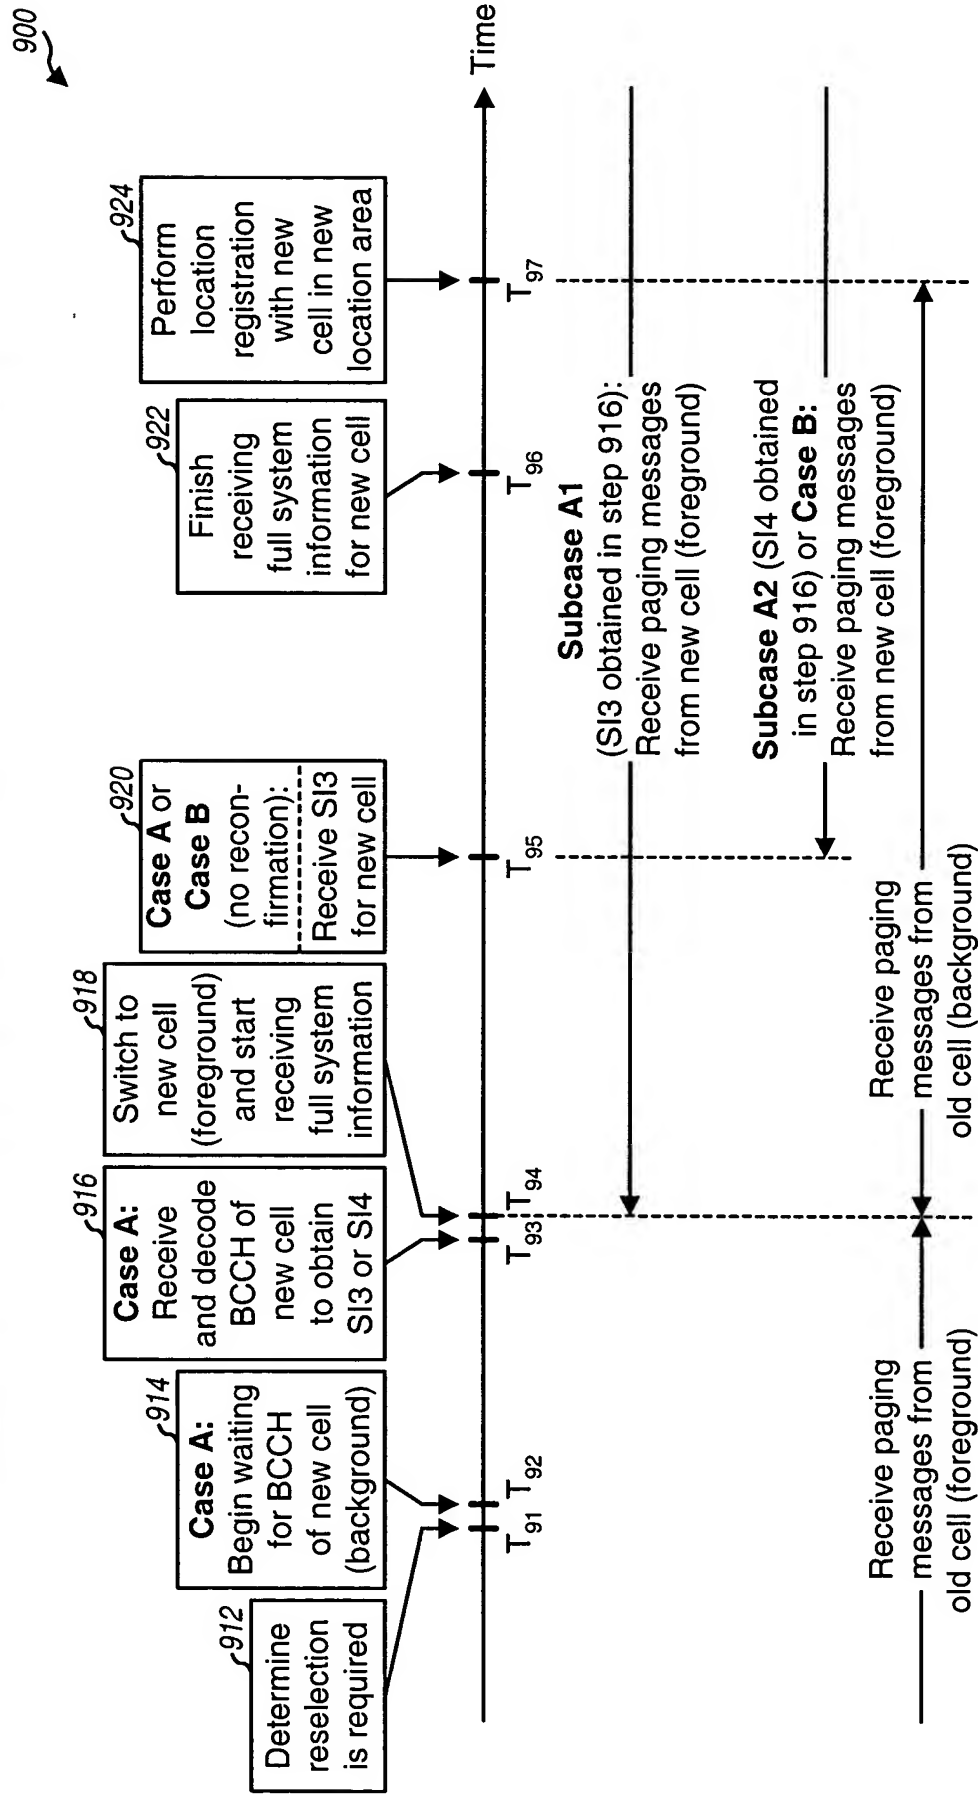 900
912
Determine
reselection
is required
914
Case A:
Begin waiting
for BCCH
of new cell
(background)
916
Case A:
Receive
and decode
BCCH of
new cell
to obtain
SI3 or SI4
918
Switch to
new cell
(foreground)
and start
receiving
full system
information
920
Case A or
Case B
(no recon-
firmation):
Receive SI3
for new cell
922
Finish
receiving
full system
information
for new cell
924
Perform
location
registration
with new
cell in new
location area
T91
T92
T93
T94
T95
T96
T97
Time
Subcase A1
(SI3 obtained in step 916):
Receive paging messages
from new cell (foreground)
Subcase A2 (SI4 obtained
in step 916) or Case B:
Receive paging messages
from new cell (foreground)
Receive paging
messages from
old cell (foreground)
Receive paging
messages from
old cell (background)